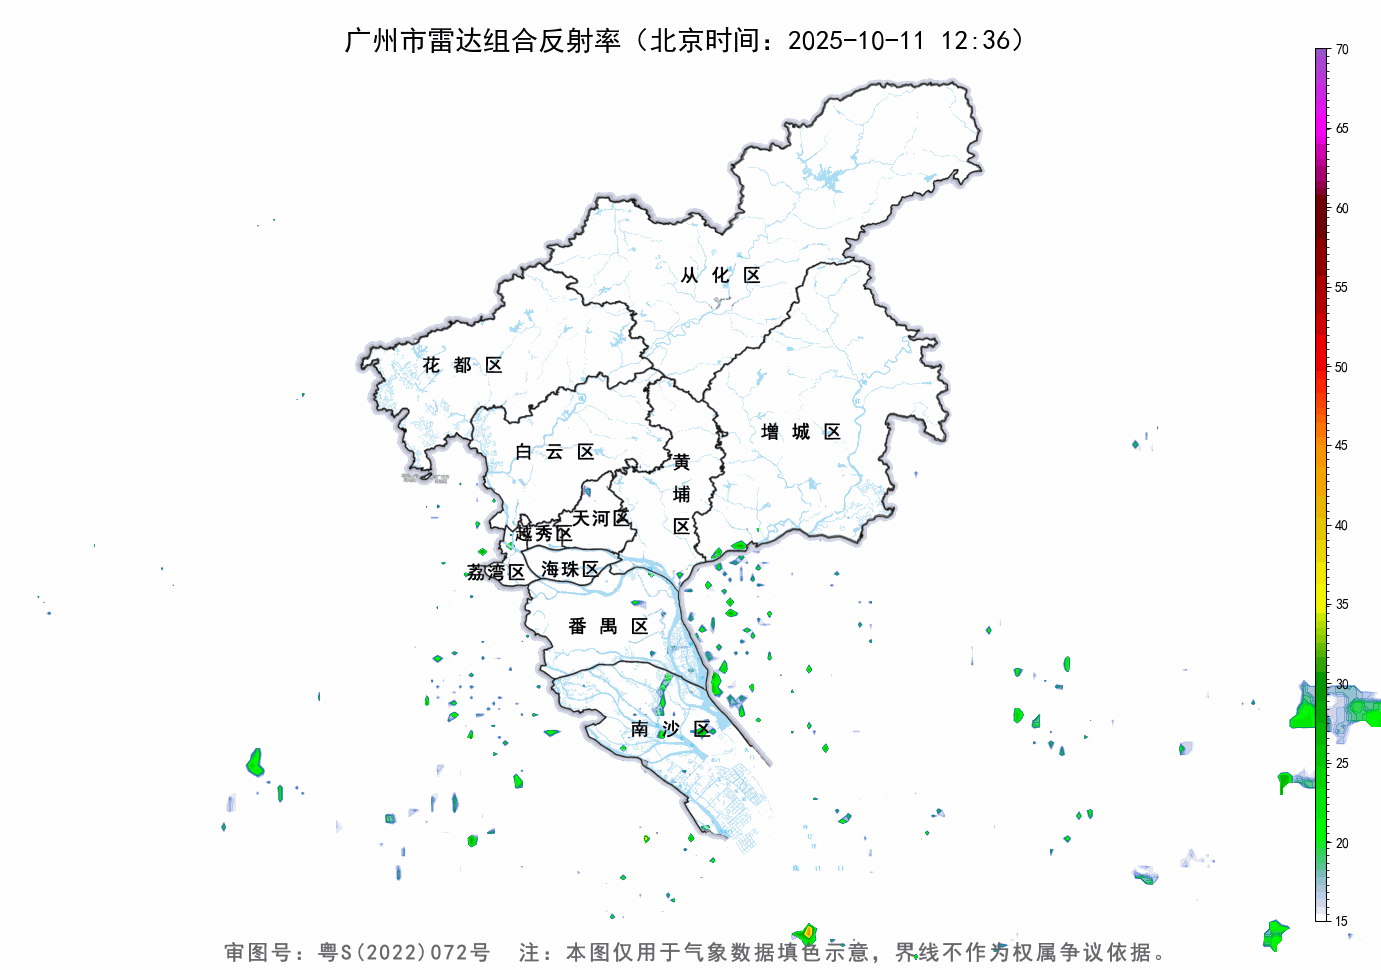 广州市雷达组合反射率（北京时间：2025-10-11 12:36）
70
65
60
55
50
45
40
35
30
25
20
15
从化区
花都区
增城区
白云区
黄埔区
天河区
越秀区
荔湾区
海珠区
番禺区
南沙区
审图号：粤S(2022)072号 注：本图仅用于气象数据填色示意，界线不作为权属争议依据。